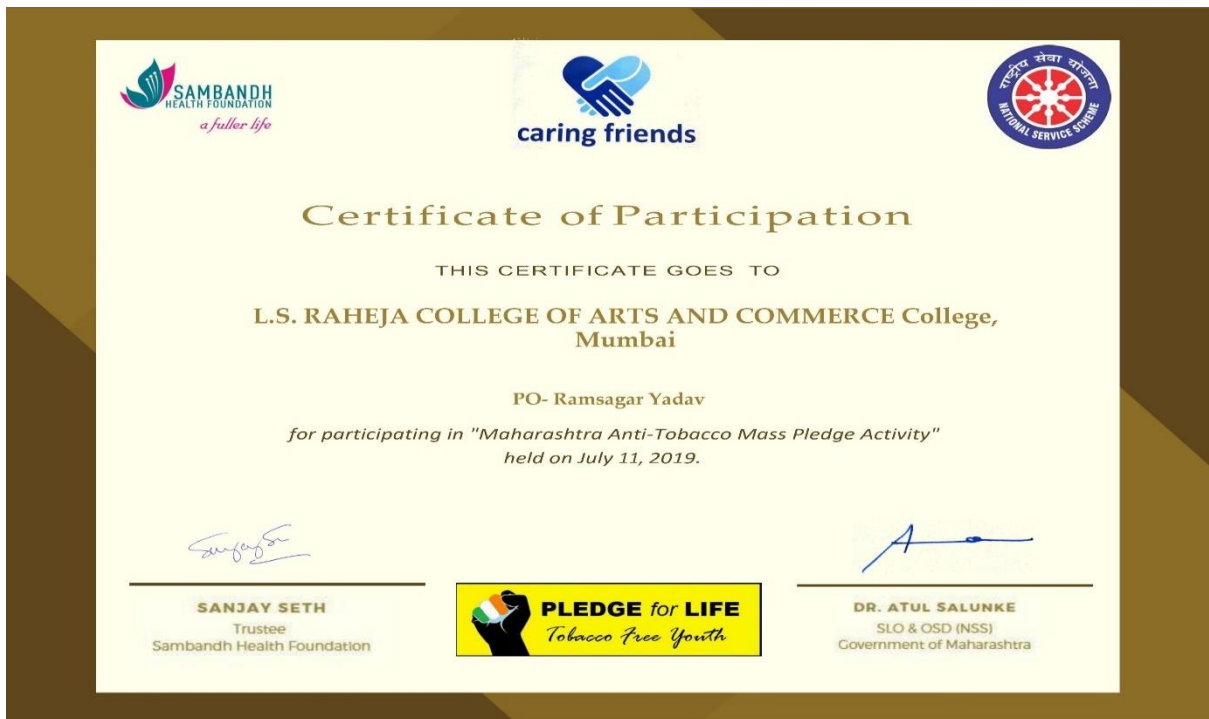 SAMBANDH
HEALTH FOUNDATION
a fuller life
caring friends
राष्ट्रीय सेवा योजना
NATIONAL SERVICE SCHEME
Certificate of Participation
THIS CERTIFICATE GOES TO
L.S. RAHEJA COLLEGE OF ARTS AND COMMERCE College,
Mumbai
PO- Ramsagar Yadav
for participating in "Maharashtra Anti-Tobacco Mass Pledge Activity"
held on July 11, 2019.
SANJAY SETH
Trustee
Sambandh Health Foundation
PLEDGE for LIFE
Tobacco Free Youth
DR. ATUL SALUNKE
SLO & OSD (NSS)
Government of Maharashtra